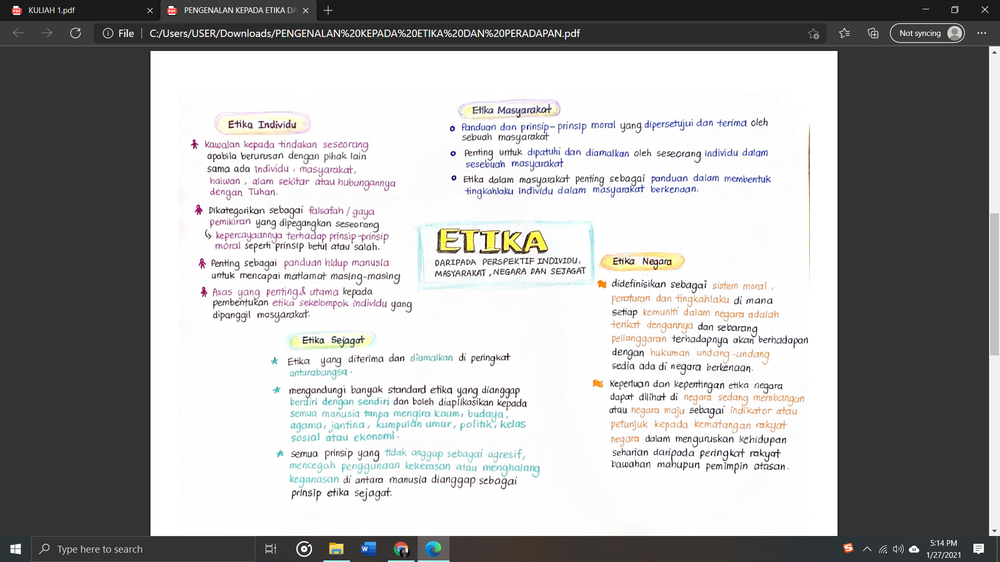 KULIAH 1.pdf
PENGENALAN KEPADA ETIKA DA
File
C:/Users/USER/Downloads/PENGENALAN%20KEPADA%20ETIKA%20DAN%20PERADAPAN.pdf
Not syncing
Etika Individu
Kawalan kepada tindakan seseorang
apabila berurusan dengan pihak lain
sama ada individu, masyarakat,
haiwan, alam sekitar atau hubungannya
dengan Tuhan.
Dikategorikan sebagai falsafah / gaya
pemikiran yang dipegangkan seseorang
↳ kepercayaannya terhadap prinsip-prinsip
moral seperti prinsip betul atau salah.
Penting sebagai panduan hidup manusia
untuk mencapai matlamat masing-masing
Asas yang penting & utama kepada
pembentukan etika sekelompok individu yang
dipanggil masyarakat.
Etika Masyarakat
Panduan dan prinsip-prinsip moral yang dipersetujui dan terima oleh
sebuah masyarakat
Penting untuk dipatuhi dan diamalkan oleh seseorang individu dalam
sesebuah masyarakat
Etika dalam masyarakat penting sebagai panduan dalam membentuk
tingkahlaku individu dalam masyarakat berkenaan.
ETIKA
DARIPADA PERSPEKTIF INDIVIDU,
MASYARAKAT, NEGARA DAN SEJAGAT
Etika Negara
didefinisikan sebagai sistem moral,
peraturan dan tingkahlaku di mana
setiap komuniti dalam negara adalah
terikat dengannya dan sebarang
pellanggaran terhadapnya akan berhadapan
dengan hukuman undang-undang
sedia ada di negara berkenaan.
Keperluan dan kepentingan etika negara
dapat dilihat di negara sedang membangun
atau negara maju sebagai indikator atau
petunjuk kepada kematangan rakyat
negara dalam menguruskan kehidupan
seharian daripada peringkat rakyat
bawahan mahupun pemimpin atasan.
Etika Sejagat
Etika yang diterima dan diamalkan di peringkat
antarabangsa.
mengandungi banyak standard etika yang dianggap
berdiri dengan sendiri dan boleh diaplikasikan kepada
semua manusia tanpa mengira kaum, budaya,
agama, jantina, kumpulan umur, politik, kelas
sosial atau ekonomi.
semua prinsip yang tidak anggap sebagai agresif,
mencegah penggunaan kekerasan atau menghalang
keganasan di antara manusia dianggap sebagai
prinsip etika sejagat.
Type here to search
5:14 PM
1/27/2021